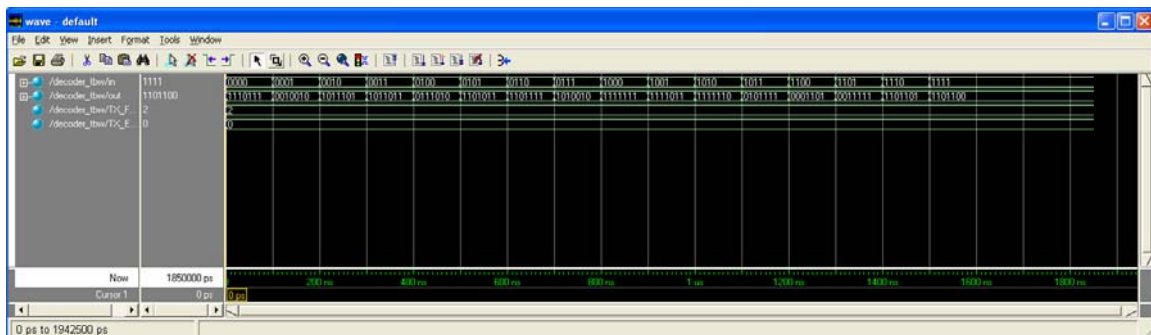 wave - default
File Edit View Insert Format Tools Window
/decoder_tbw/in 1111 0000 0001 0010 0011 0100 0101 0110 0111 1000 1001 1010 1011 1100 1101 1110 1111
/decoder_tbw/out 1101100 1110111 0010010 1011101 1011011 0111010 1101011 1101111 1010010 1111111 1111011 1111110 0101111 0001101 0011111 1101101 1101100
/decoder_tbw/TX_F... 2 2
/decoder_tbw/TX_E... 0 0
Now 1850000 ps 200 ns 400 ns 600 ns 800 ns 1 us 1200 ns 1400 ns 1600 ns 1800 ns
Cursor 1 0 ps 0 ps
0 ps to 1942500 ps